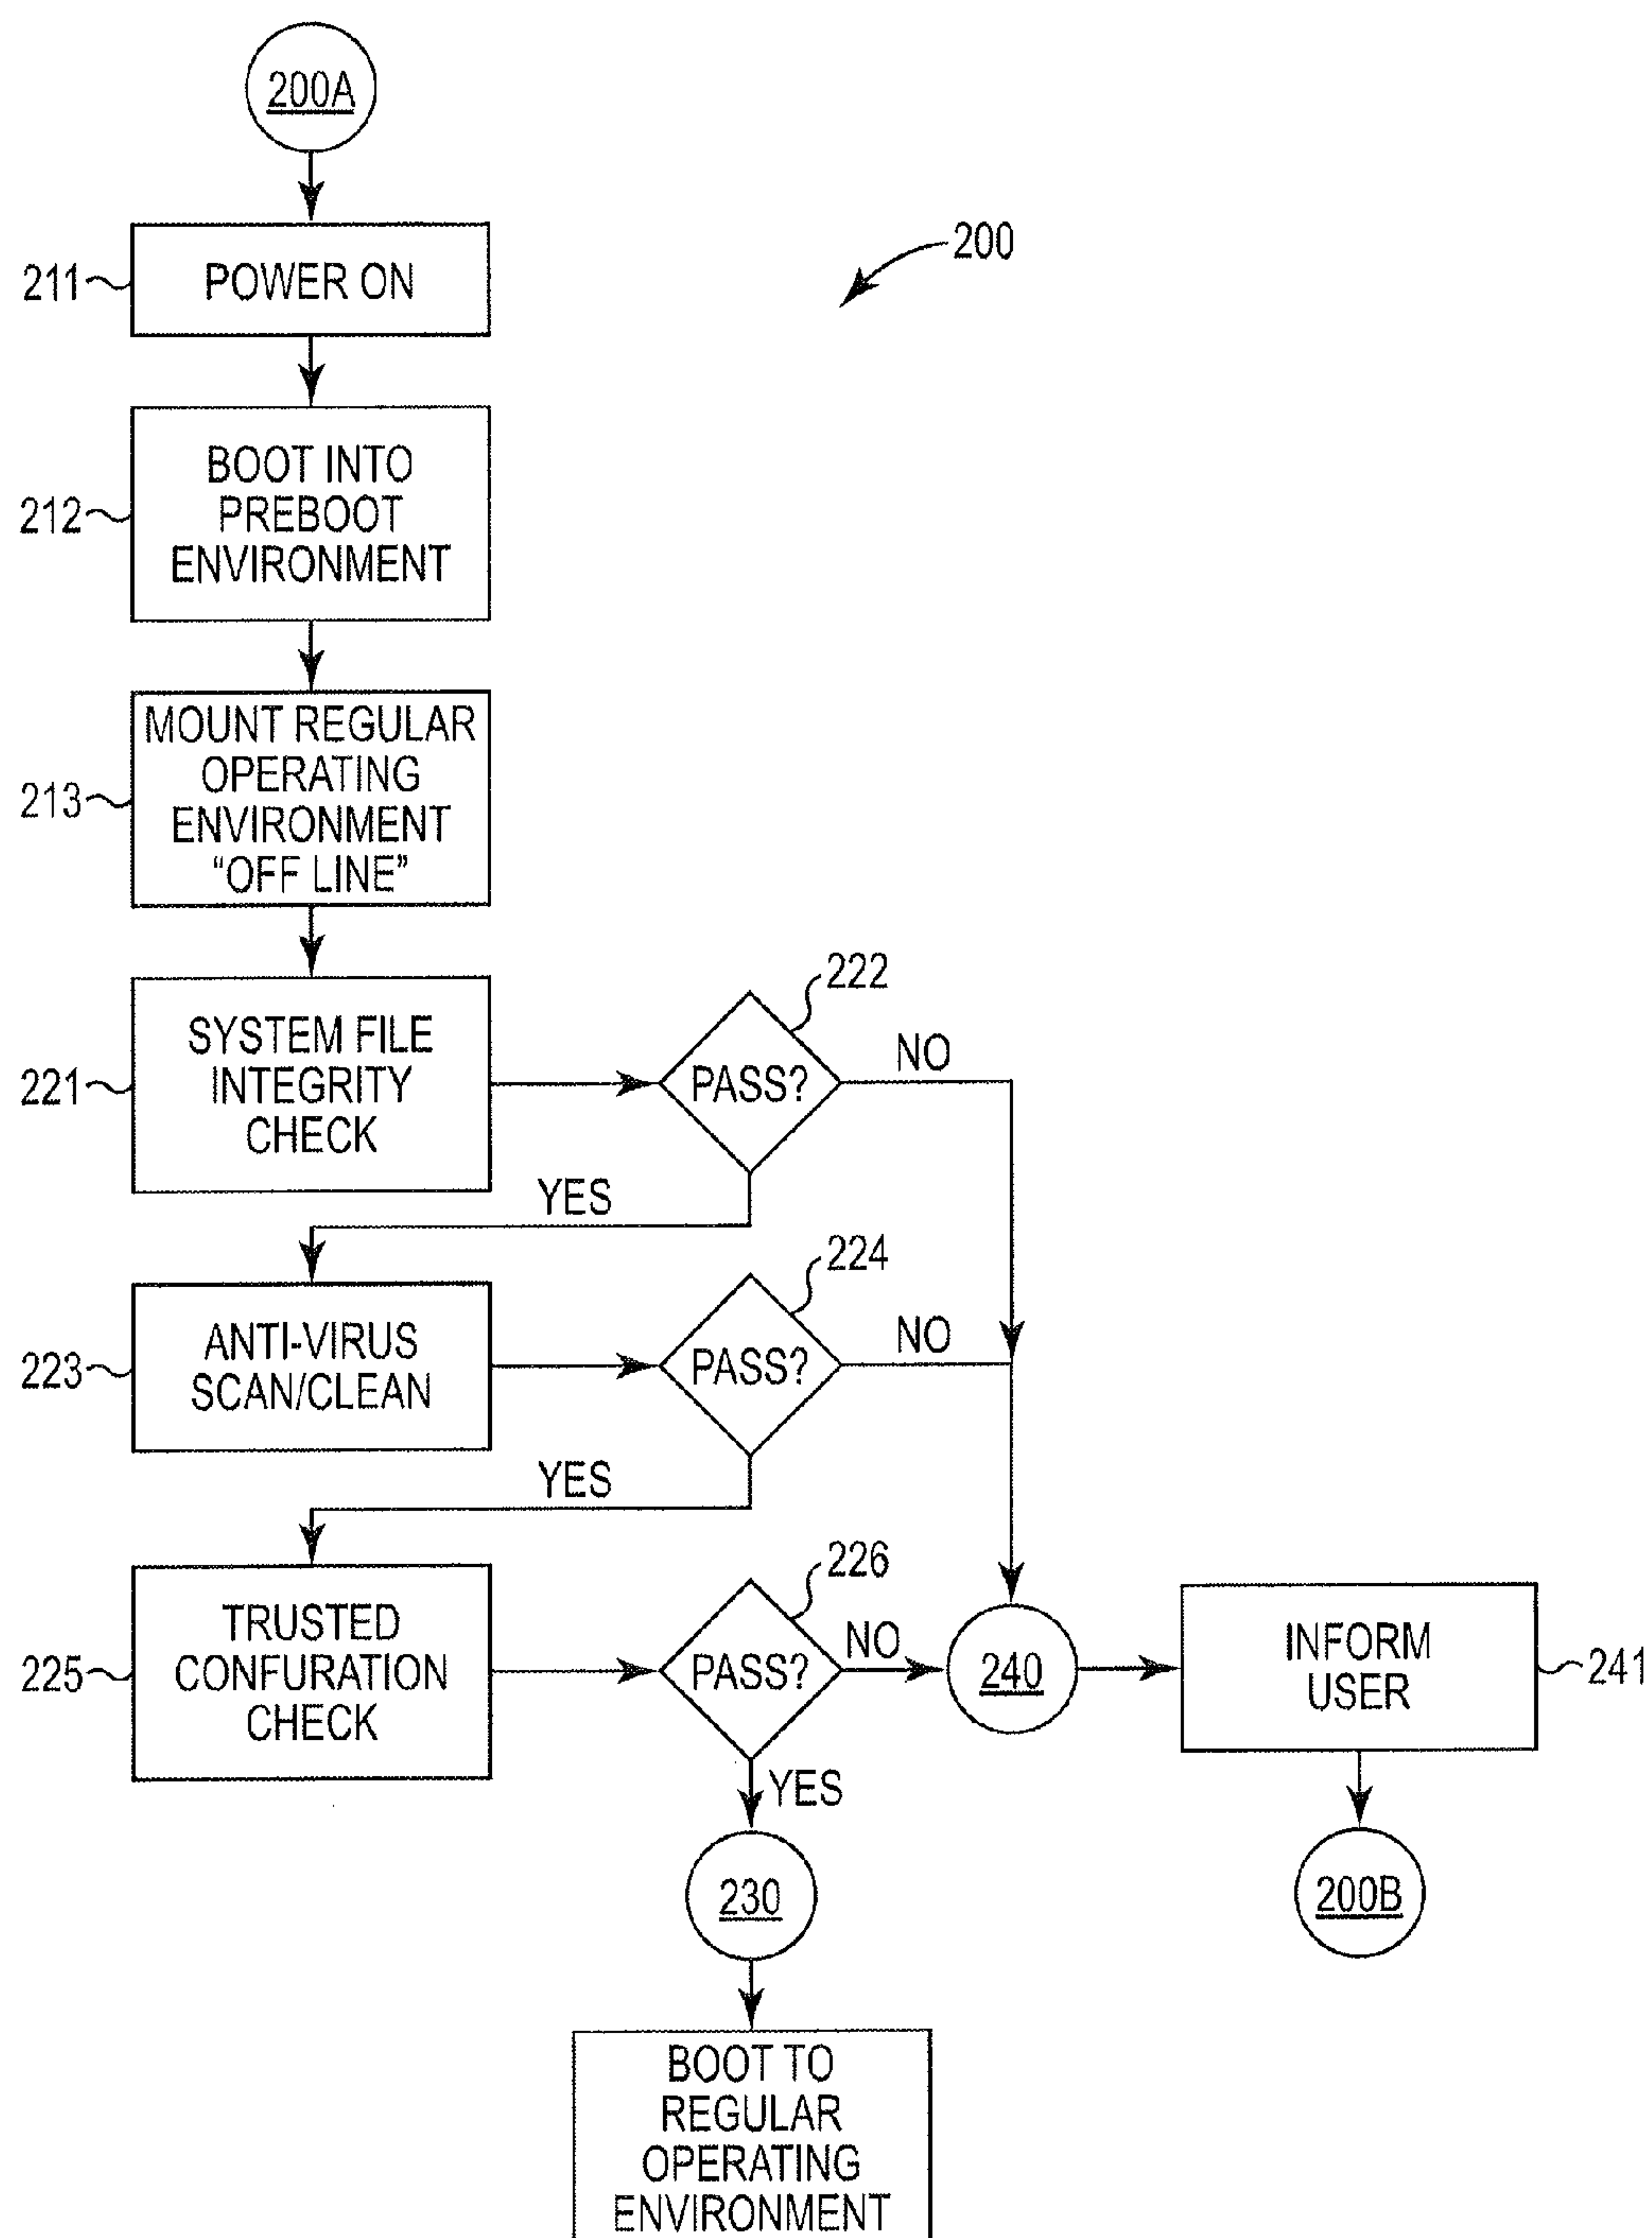 200A
200
211
POWER ON
212
BOOT INTO
PREBOOT
ENVIRONMENT
213
MOUNT REGULAR
OPERATING
ENVIRONMENT
“OFF LINE”
221
SYSTEM FILE
INTEGRITY
CHECK
222
PASS?
NO
YES
223
ANTI-VIRUS
SCAN/CLEAN
224
PASS?
NO
YES
225
TRUSTED
CONFURATION
CHECK
226
PASS?
NO
YES
240
INFORM
USER
241
230
200B
BOOT TO
REGULAR
OPERATING
ENVIRONMENT